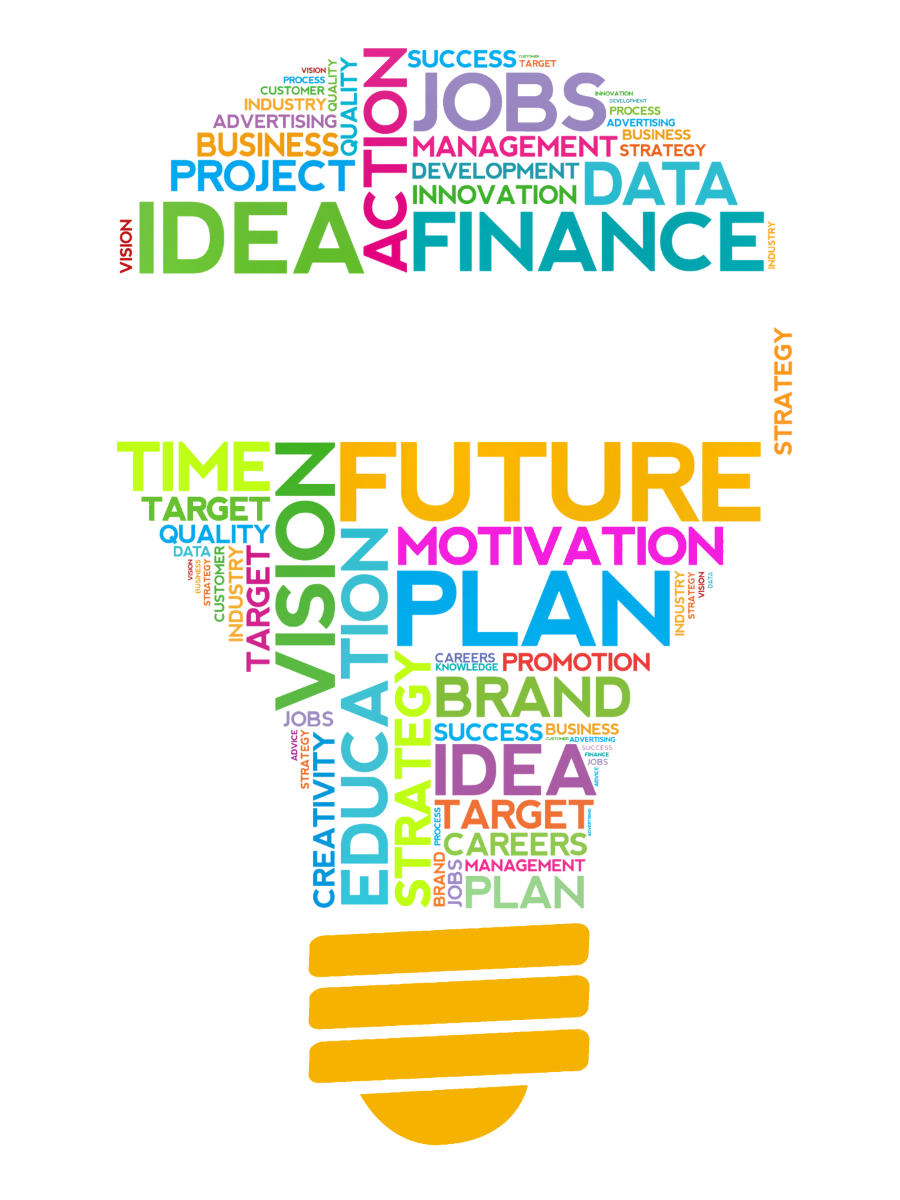 SUCCESS
CUSTOMER
TARGET
VISION
PROCESS
CUSTOMER
INDUSTRY
ADVERTISING
BUSINESS
PROJECT
QUALITY
QUALITY
ACTION
JOBS
INNOVATION
DEVELOPMENT
PROCESS
ADVERTISING
BUSINESS
STRATEGY
MANAGEMENT
DEVELOPMENT
INNOVATION
DATA
VISION
IDEA
FINANCE
INDUSTRY
STRATEGY
TIME
VISION
FUTURE
TARGET
QUALITY
DATA
VISION
BUSINESS
STRATEGY
CUSTOMER
INDUSTRY
TARGET
EDUCATION
MOTIVATION
PLAN
INDUSTRY
STRATEGY
VISION
DATA
CAREERS
KNOWLEDGE
PROMOTION
STRATEGY
BRAND
JOBS
ADVICE
STRATEGY
CREATIVITY
SUCCESS
BUSINESS
CUSTOMER
ADVERTISING
IDEA
SUCCESS
FINANCE
JOBS
ADVICE
TARGET
ADVERTISING
PROCESS
CAREERS
BRAND
JOBS
MANAGEMENT
PLAN